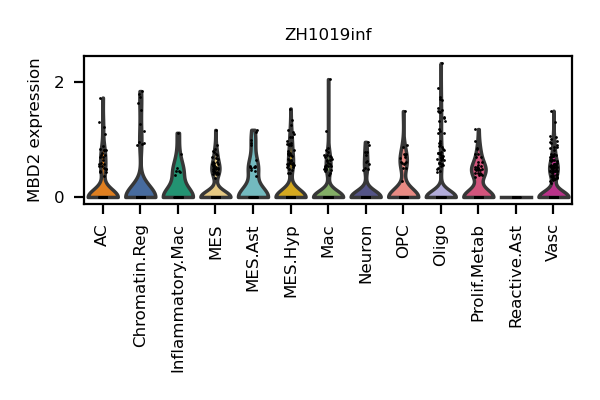 ZH1019inf
MBD2 expression
2
0
AC
Chromatin.Reg
Inflammatory.Mac
MES
MES.Ast
MES.Hyp
Mac
Neuron
OPC
Oligo
Prolif.Metab
Reactive.Ast
Vasc